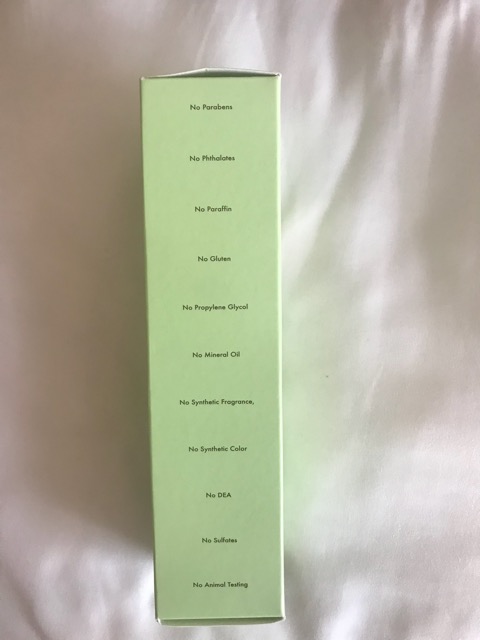 No Parabens
No Phthalates
No Paraffin
No Gluten
No Propylene Glycol
No Mineral Oil
No Synthetic Fragrance,
No Synthetic Color
No DEA
No Sulfates
No Animal Testing